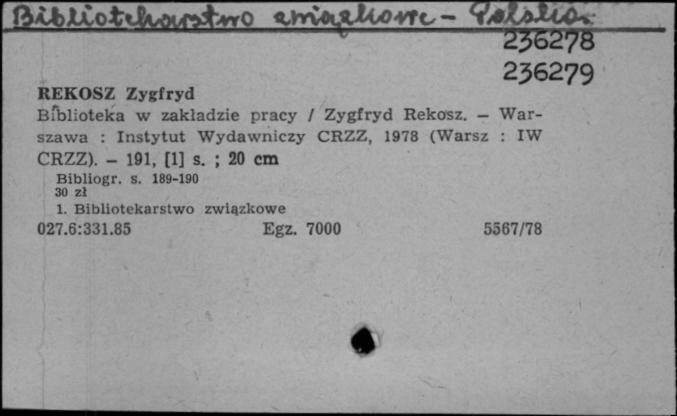 Bibliotekarstwo związkowe - Polska.
236278
236279
REKOSZ Zygfryd
Biblioteka w zakładzie pracy / Zygfryd Rekosz. — War-
szawa : Instytut Wydawniczy CRZZ, 1978 (Warsz : IW
CRZZ). — 191, [1] s. ; 20 cm
Bibliogr. s. 189-190
30 zł
1. Bibliotekarstwo związkowe
027.6:331.85 Egz. 7000 5567/78